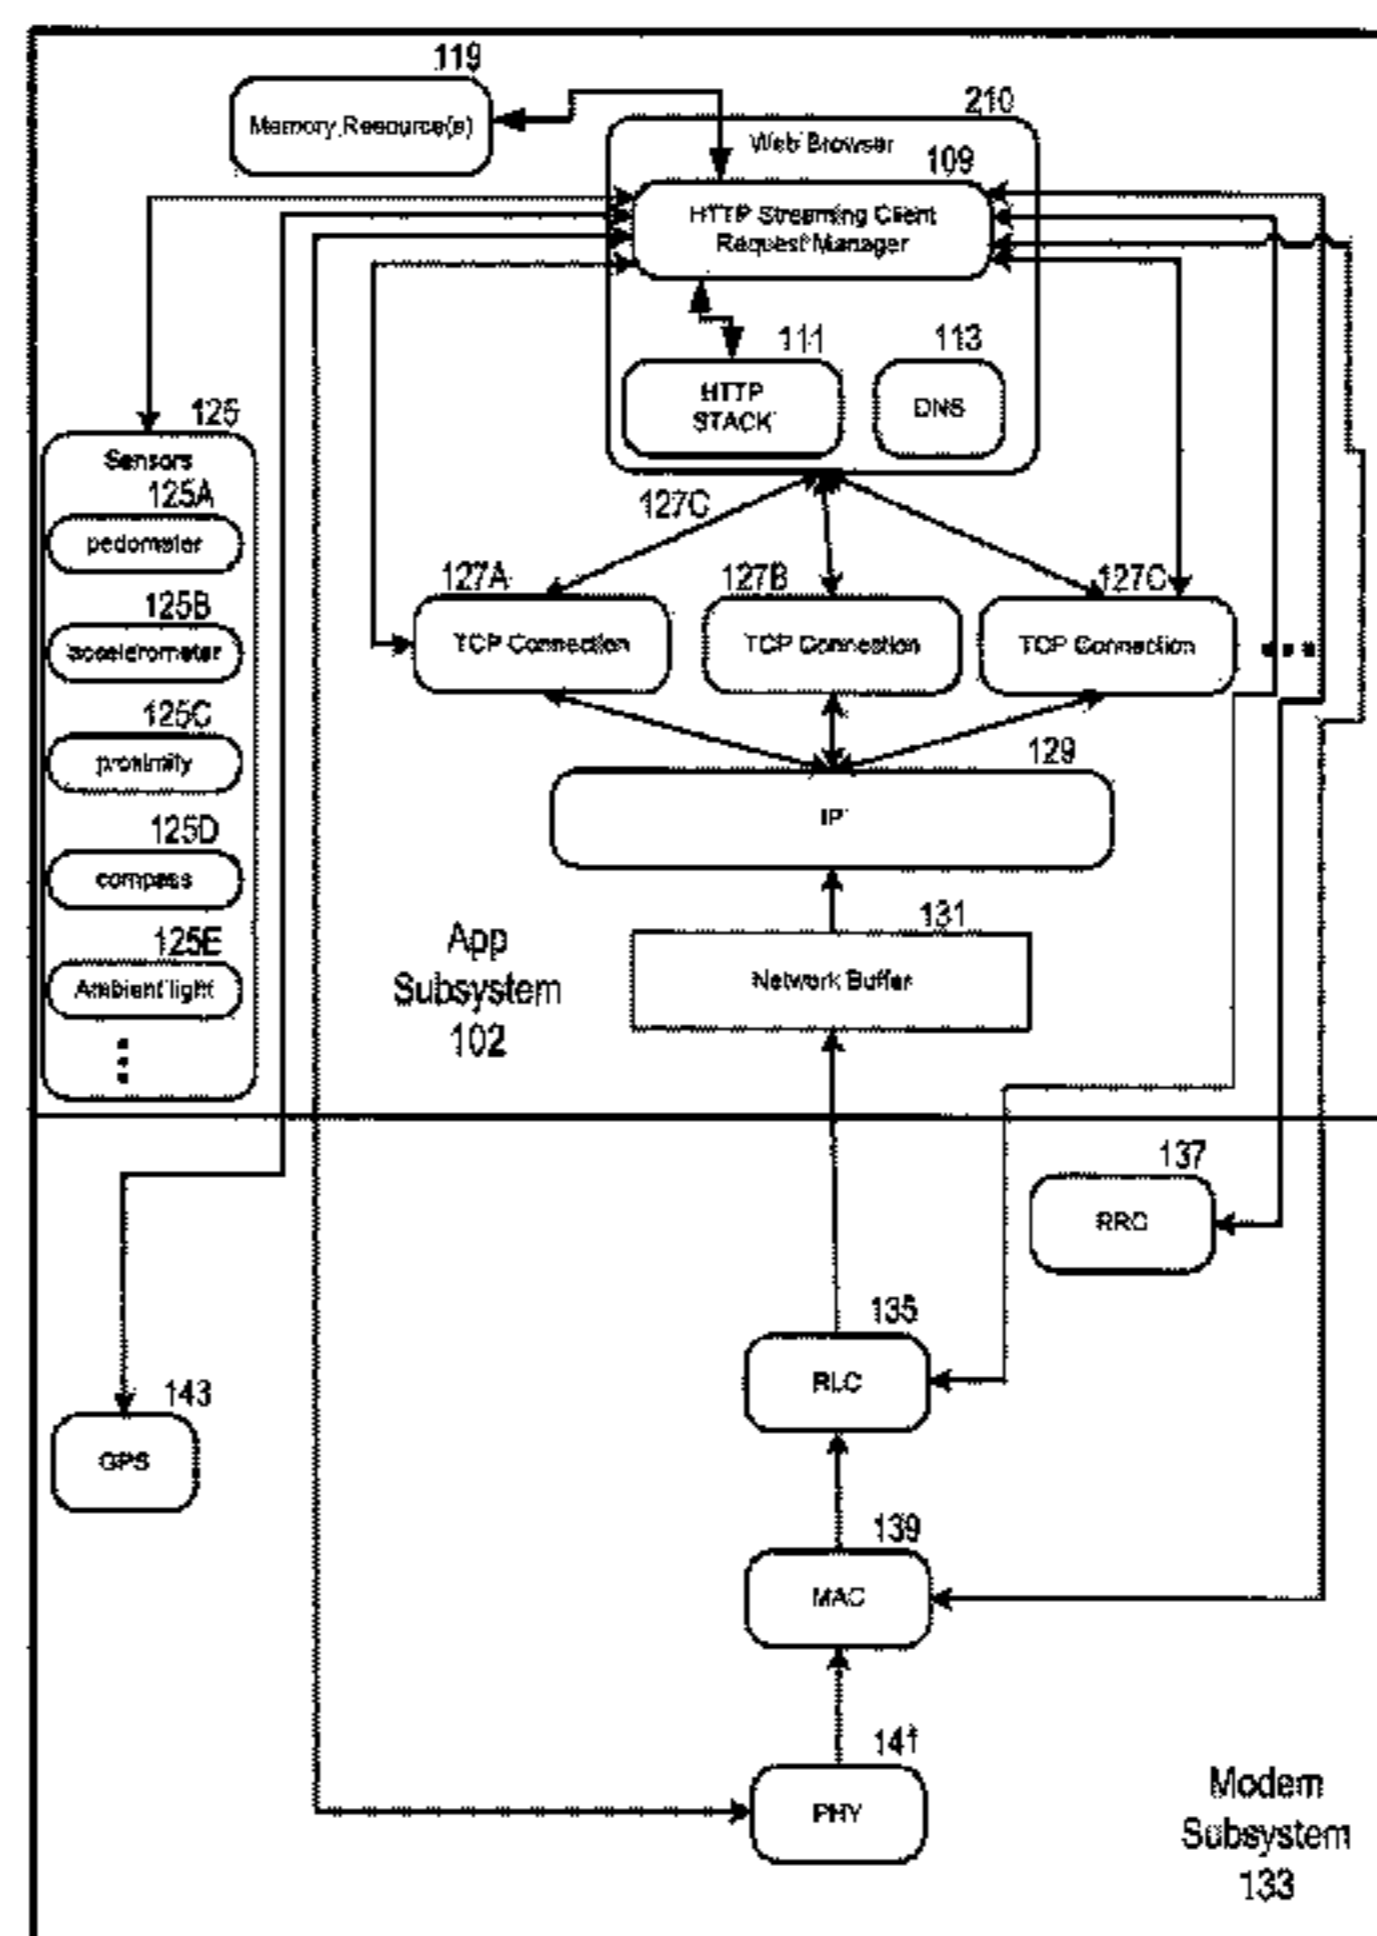 119
Memory Resource(s)
210
Web Browser
109
HTTP Streaming Client
Request Manager
111
HTTP
STACK
113
DNS
125
Sensors
125A
pedometer
125B
accelerometer
125C
proximity
125D
compass
125E
Ambient light
127C
127A
TCP Connection
127B
TCP Connection
127C
TCP Connection
129
IP
131
Network Buffer
App
Subsystem
102
137
RRC
135
RLC
143
GPS
139
MAC
141
PHY
Modem
Subsystem
133